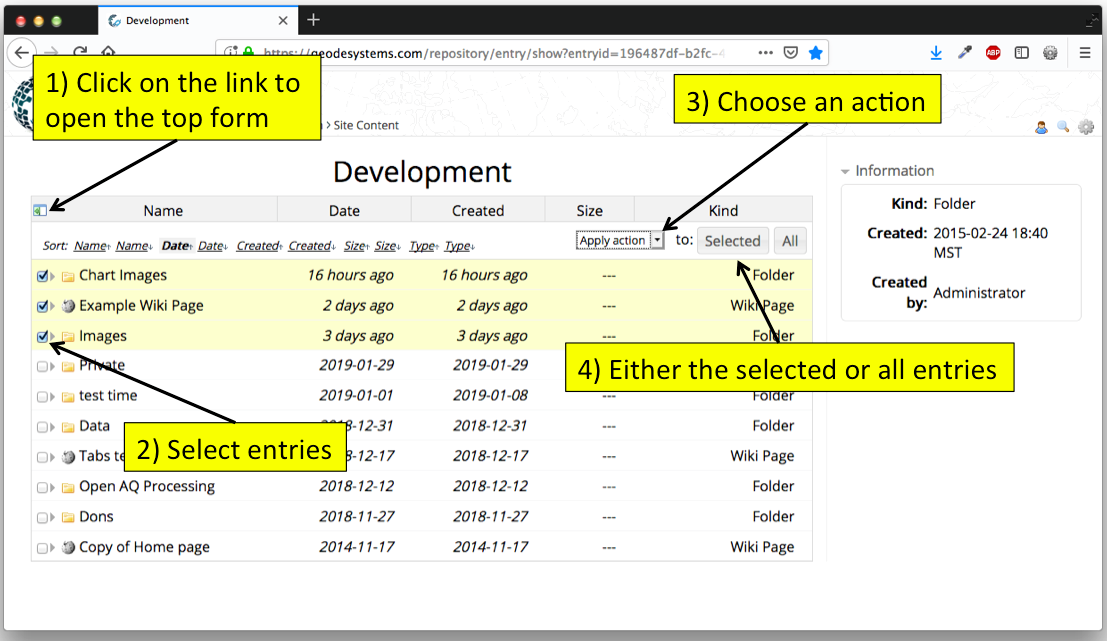 Development
https://geodesystems.com/repository/entry/show?entryid=196487df-b2fc-
ABP
1) Click on the link to
open the top form
3) Choose an action
› Site Content
Development
Information
Kind: Folder
Created: 2015-02-24 18:40
MST
Created
by: Administrator
Name Date Created Size Kind
Sort: Name↑ Name↓ Date↑ Date↓ Created↑ Created↓ Size↑ Size↓ Type↑ Type↓ Apply action to: Selected All
Chart Images 16 hours ago 16 hours ago --- Folder
Example Wiki Page 2 days ago 2 days ago --- Wiki Page
Images 3 days ago 3 days ago --- Folder
Private 2019-01-29 2019-01-29
4) Either the selected or all entries
test time 2019-01-01 2019-01-08 --- Folder
Data 8-12-31 2018-12-31 --- Folder
2) Select entries
Tabs te 8-12-17 2018-12-17 --- Wiki Page
Open AQ Processing 2018-12-12 2018-12-12 --- Folder
Dons 2018-11-27 2018-11-27 --- Folder
Copy of Home page 2014-11-17 2014-11-17 --- Wiki Page